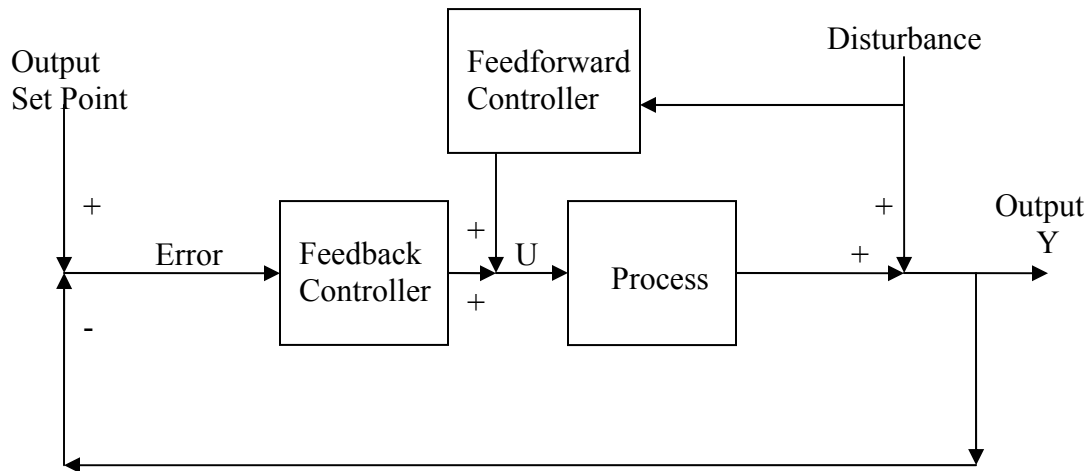 Output
Set Point
Feedforward
Controller
Disturbance
+
Error
-
Feedback
Controller
+
+
U
Process
+
+
Output
Y